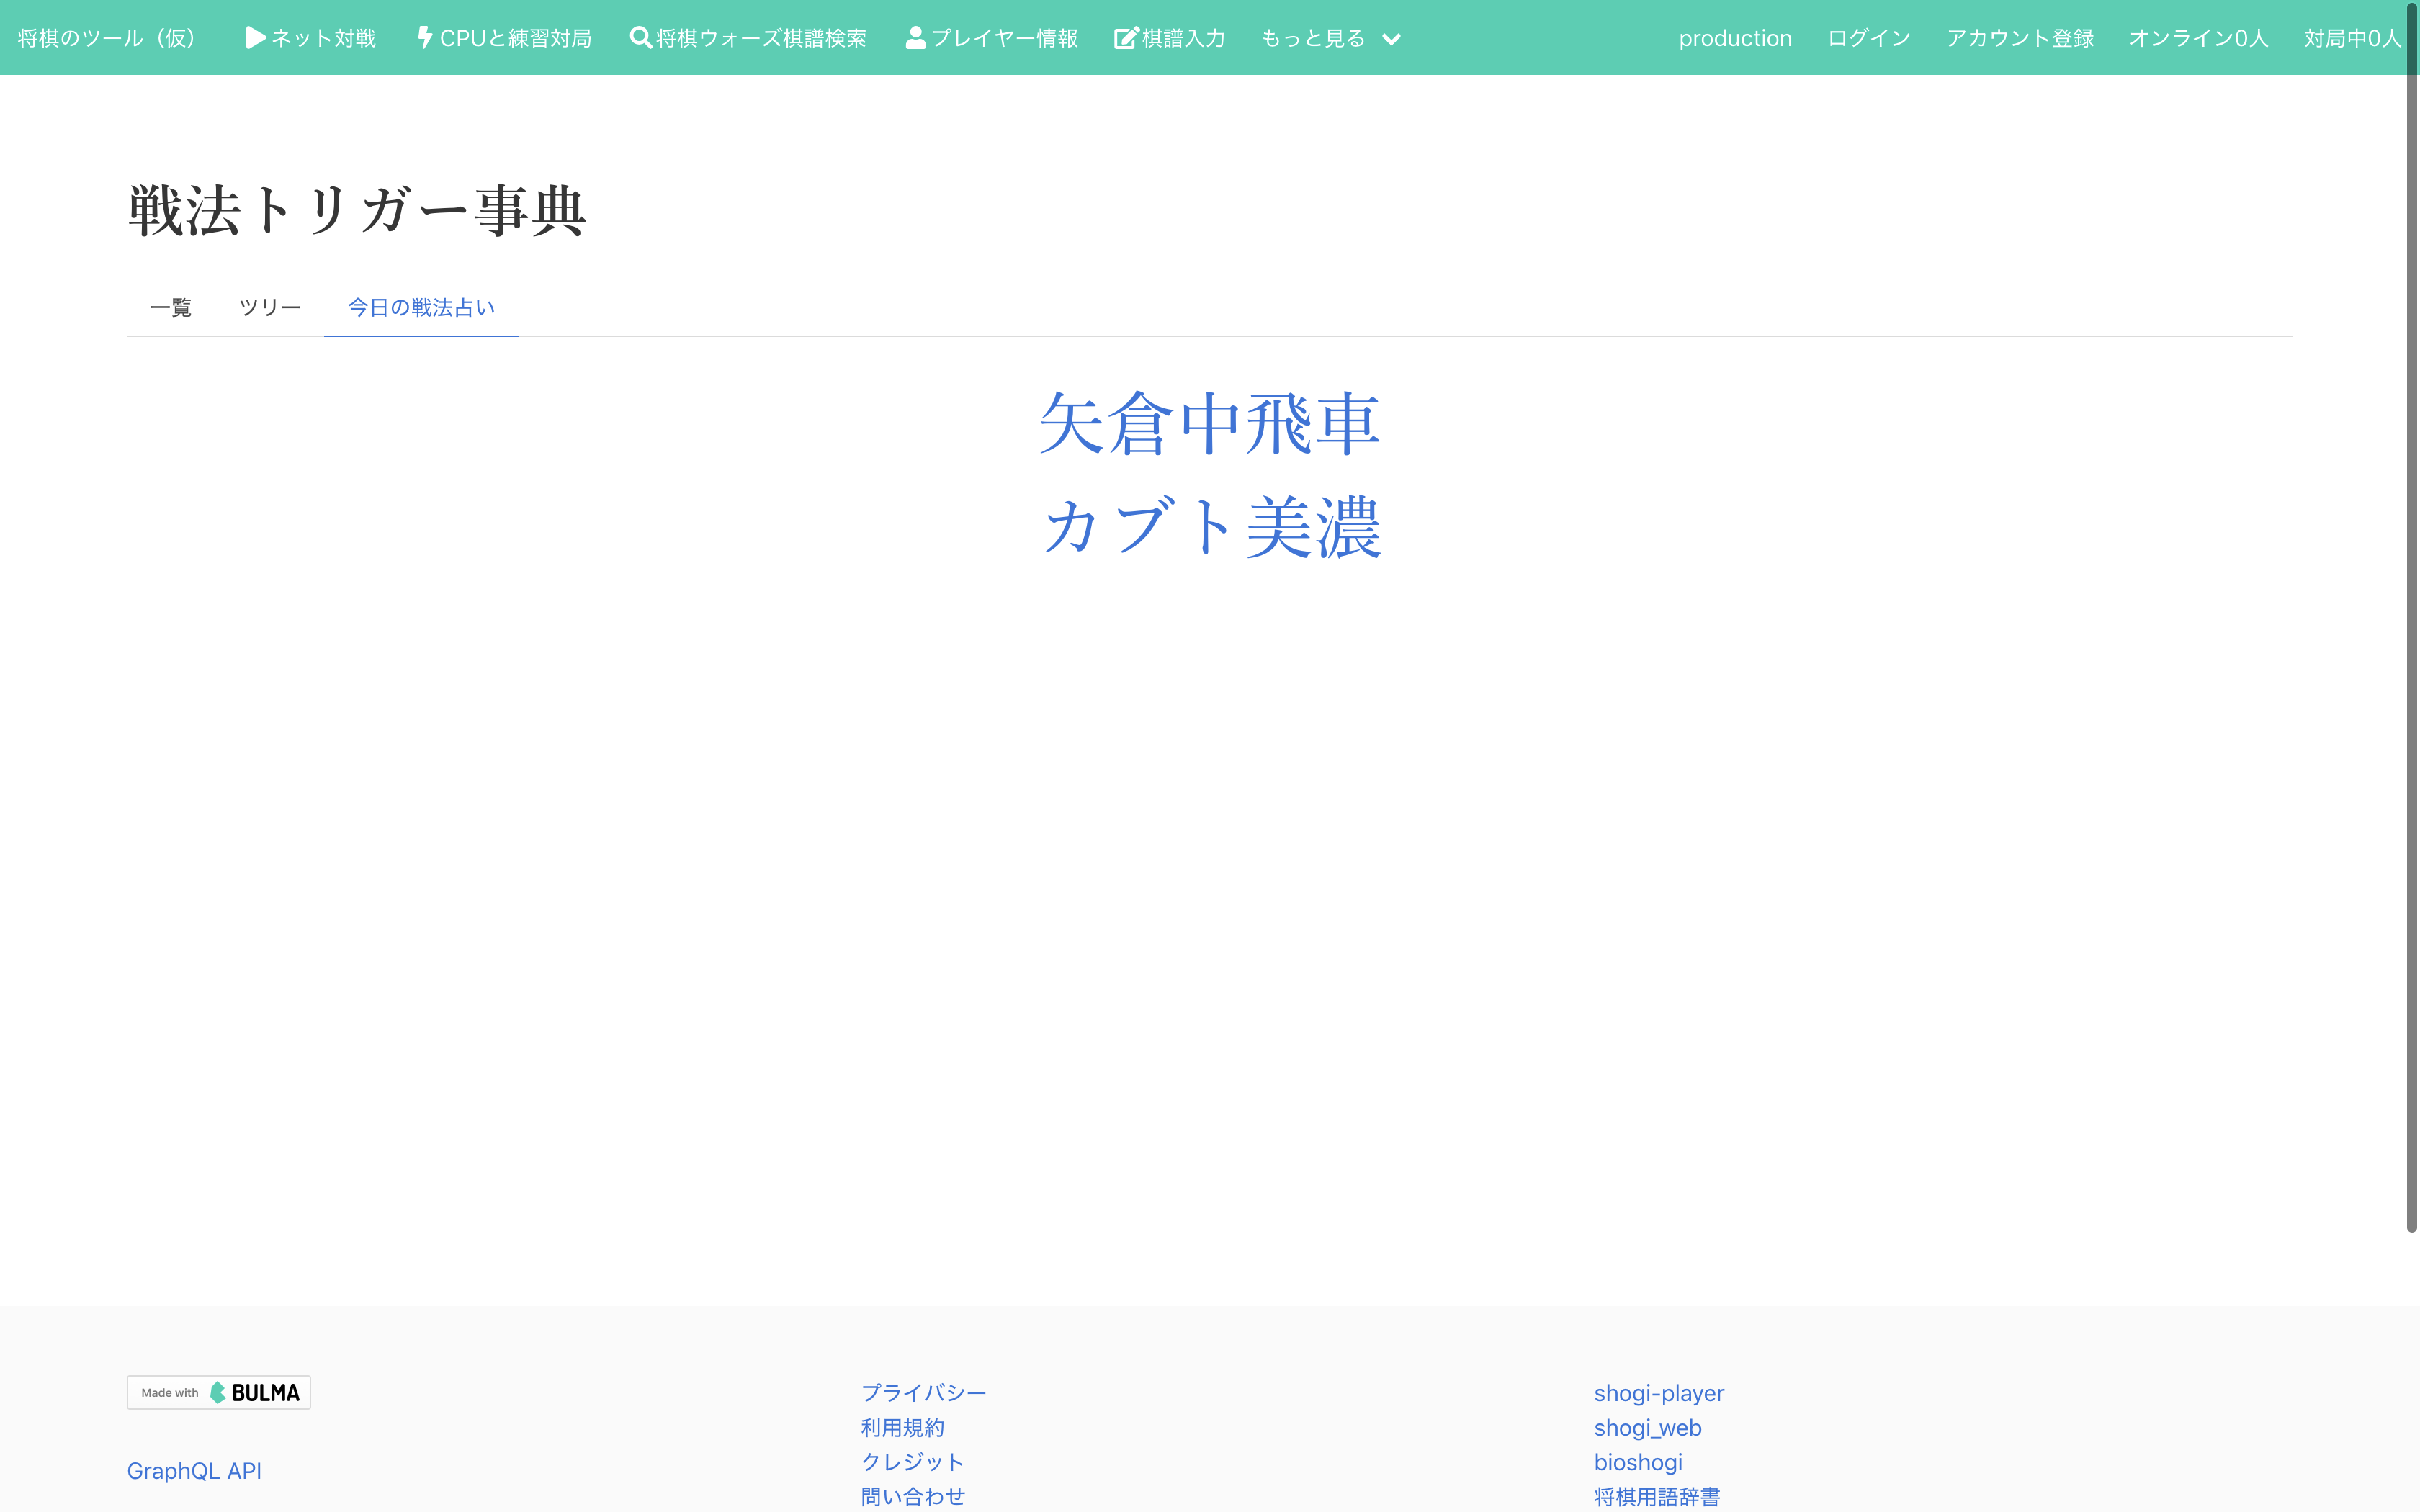 将棋のツール（仮） ネット対戦 CPUと練習対局 将棋ウォーズ棋譜検索 プレイヤー情報 棋譜入力 もっと見る production ログイン アカウント登録 オンライン0人 対局中0人
戦法トリガー事典
一覧 ツリー 今日の戦法占い
矢倉中飛車
カブト美濃
Made with BULMA
GraphQL API
プライバシー
利用規約
クレジット
問い合わせ
shogi-player
shogi_web
bioshogi
将棋用語辞書